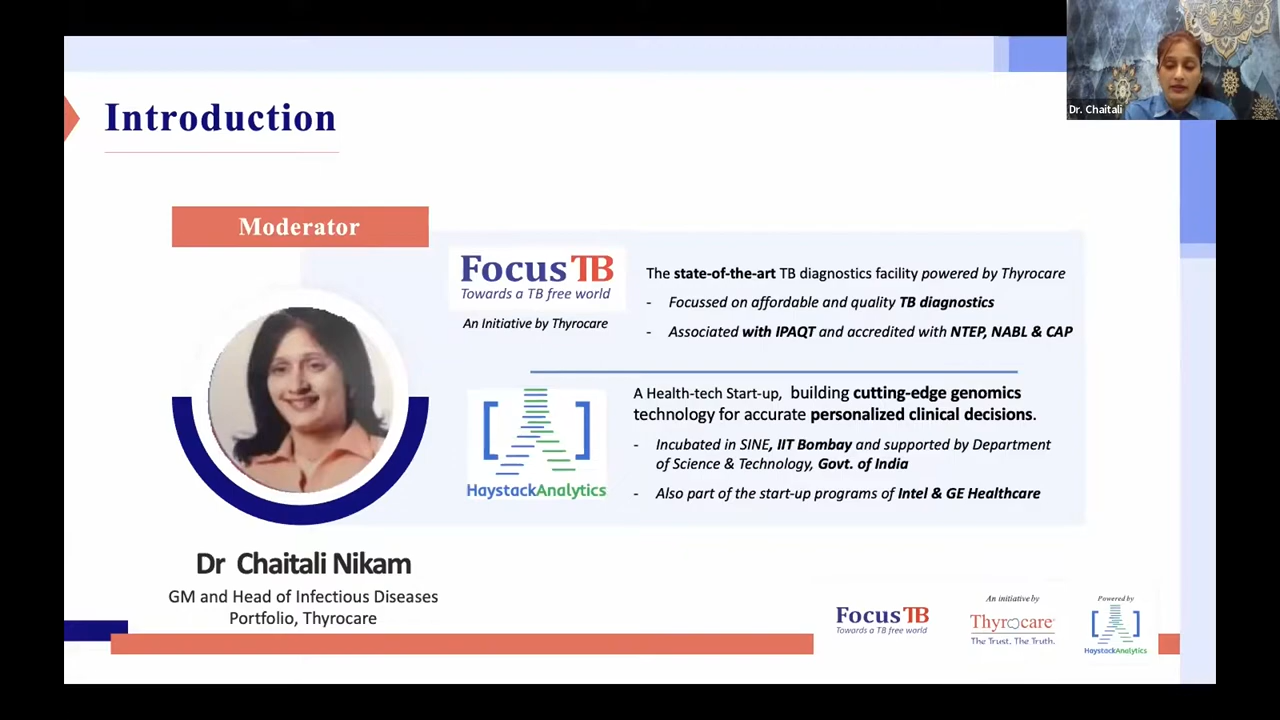 Dr. Chaitali
Introduction
Moderator
Focus TB
Towards a TB free world
An Initiative by Thyrocare
The state-of-the-art TB diagnostics facility powered by Thyrocare
- Focussed on affordable and quality TB diagnostics
- Associated with IPAQT and accredited with NTEP, NABL & CAP
[ ]
HaystackAnalytics
A Health-tech Start-up, building cutting-edge genomics
technology for accurate personalized clinical decisions.
- Incubated in SINE, IIT Bombay and supported by Department
of Science & Technology, Govt. of India
- Also part of the start-up programs of Intel & GE Healthcare
Dr Chaitali Nikam
GM and Head of Infectious Diseases
Portfolio, Thyrocare
Focus TB
Towards a TB free world
An initiative by
Thyrocare
The Trust. The Truth.
Powered by
[ ]
HaystackAnalytics